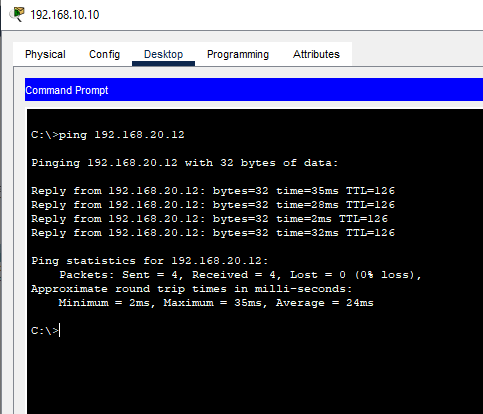 192.168.10.10
Physical Config Desktop Programming Attributes
Command Prompt
C:\>ping 192.168.20.12
Pinging 192.168.20.12 with 32 bytes of data:
Reply from 192.168.20.12: bytes=32 time=35ms TTL=126
Reply from 192.168.20.12: bytes=32 time=28ms TTL=126
Reply from 192.168.20.12: bytes=32 time=2ms TTL=126
Reply from 192.168.20.12: bytes=32 time=32ms TTL=126
Ping statistics for 192.168.20.12:
    Packets: Sent = 4, Received = 4, Lost = 0 (0% loss),
Approximate round trip times in milli-seconds:
    Minimum = 2ms, Maximum = 35ms, Average = 24ms
C:\>